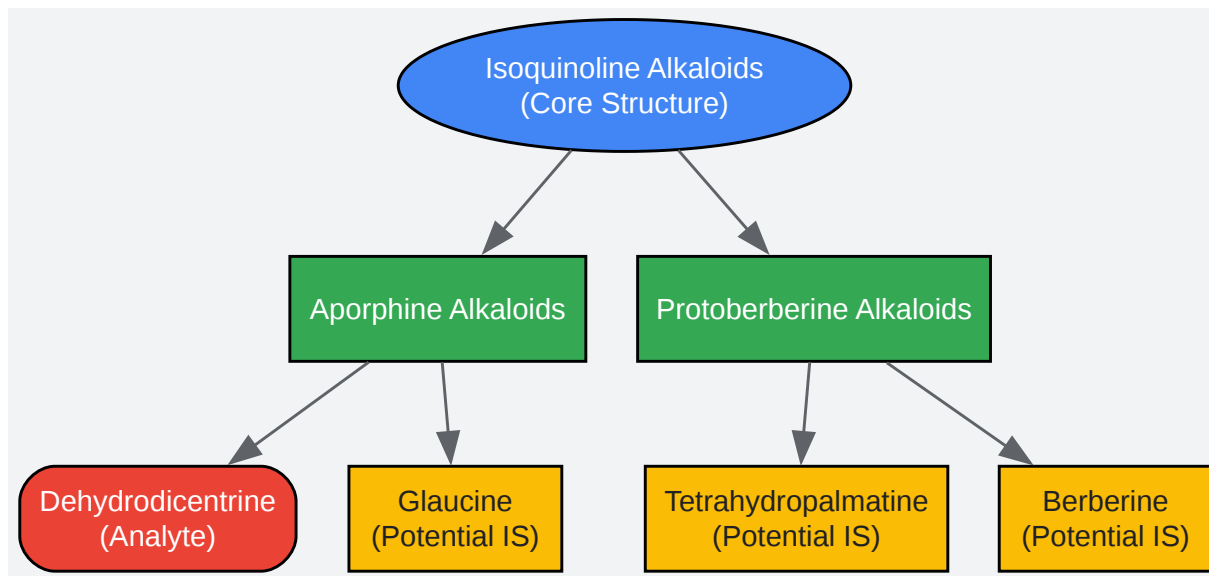 Isoquinoline Alkaloids
(Core Structure)
Aporphine Alkaloids
Protoberberine Alkaloids
Dehydrodicentrine
(Analyte)
Glaucine
(Potential IS)
Tetrahydropalmatine
(Potential IS)
Berberine
(Potential IS)